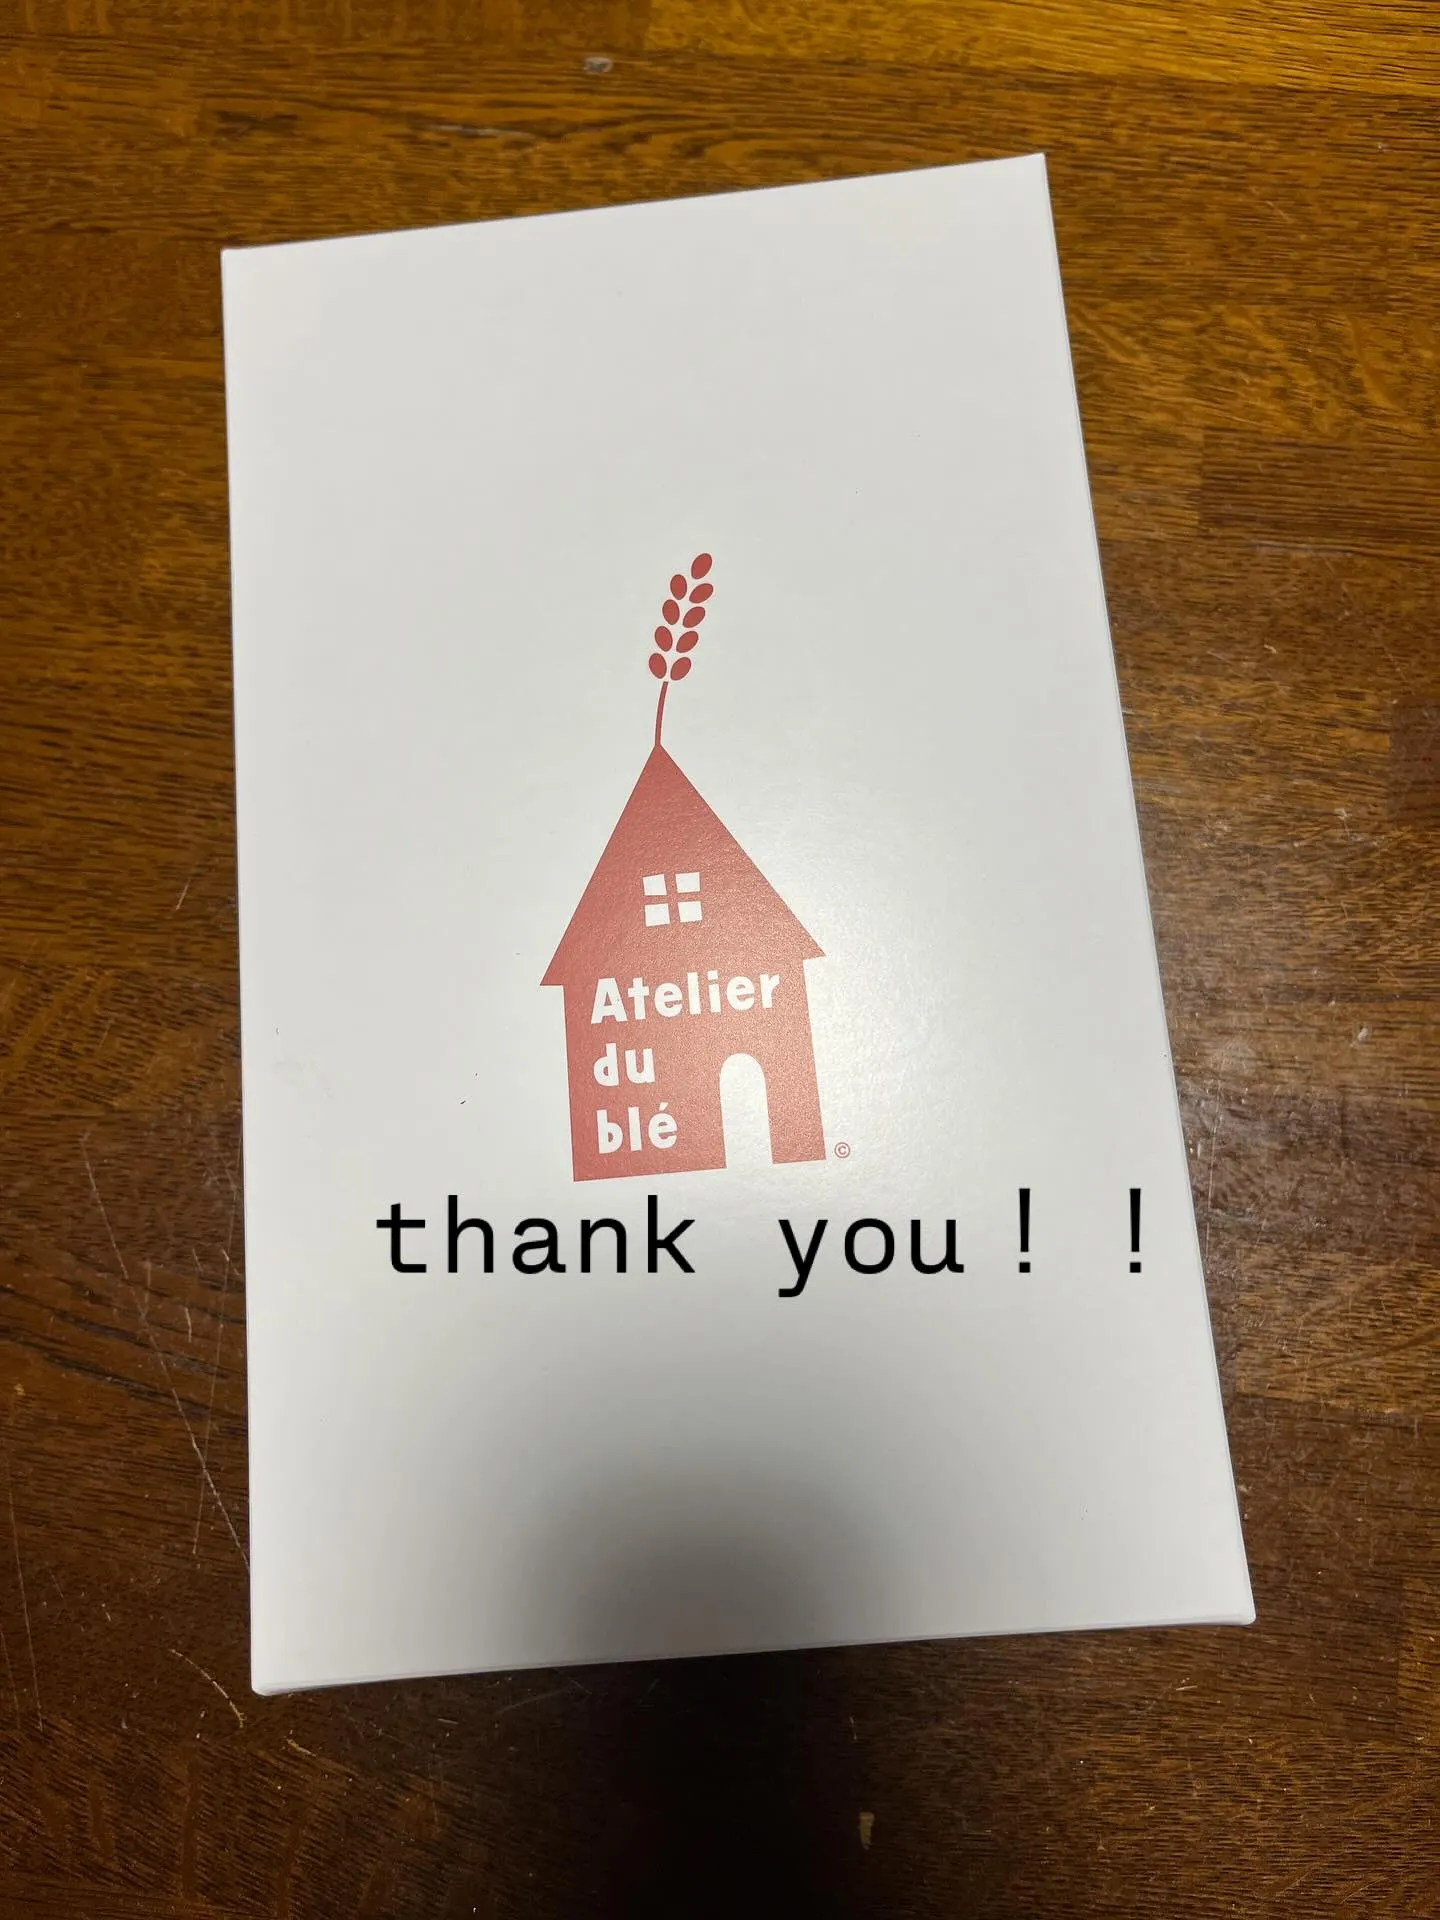 Atelier
du
blé
©
thank you！！